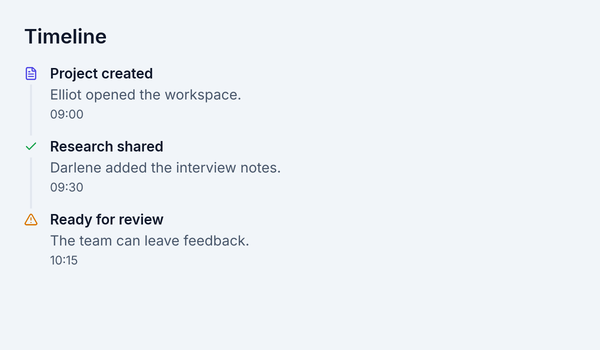 Timeline
Project created
Elliot opened the workspace.
09:00
Research shared
Darlene added the interview notes.
09:30
Ready for review
The team can leave feedback.
10:15